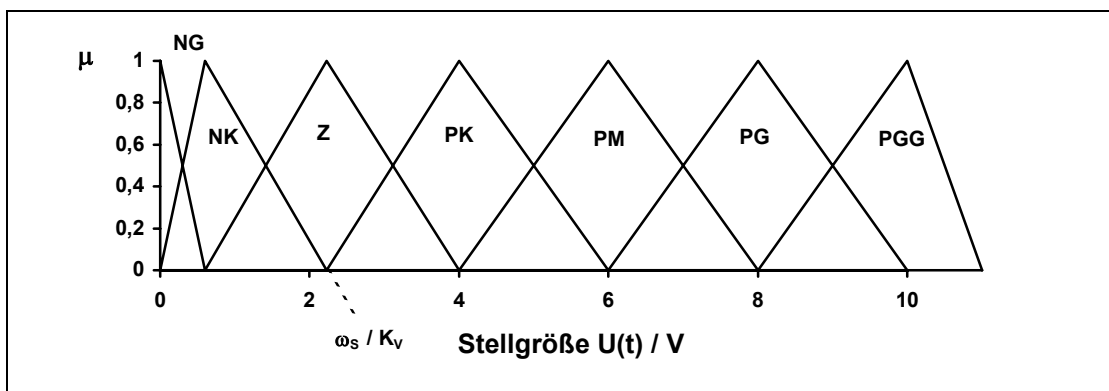 NG
μ
1
0,8
0,6
0,4
0,2
0
NK Z PK PM PG PGG
0 2 4 6 8 10
ωS / KV
Stellgröße U(t) / V